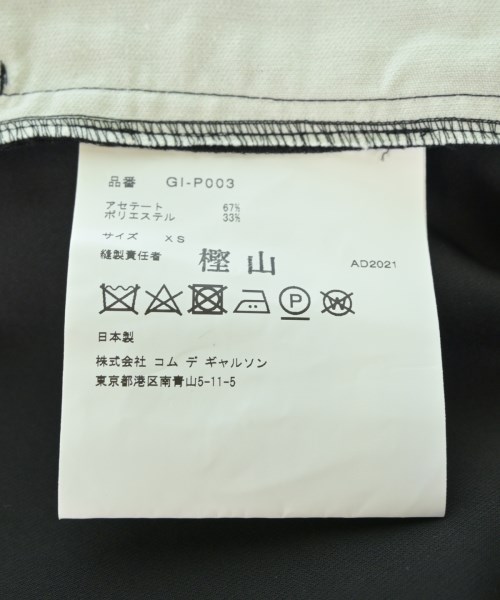 品番 GI-P003
アセテート 67%
ポリエステル 33%
サイズ XS
縫製責任者 樫山 AD2021
P W
日本製
株式会社 コム デ ギャルソン
東京都港区南青山5-11-5